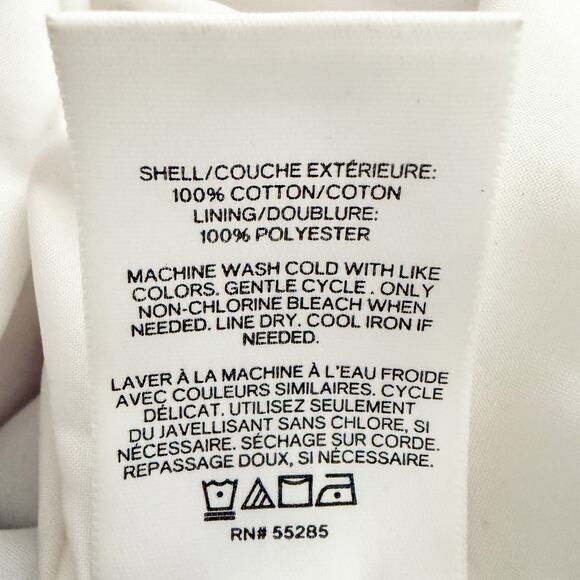 SHELL/COUCHE EXTÉRIEURE:
100% COTTON/COTON
LINING/DOUBLURE:
100% POLYESTER
MACHINE WASH COLD WITH LIKE
COLORS. GENTLE CYCLE. ONLY
NON-CHLORINE BLEACH WHEN
NEEDED. LINE DRY. COOL IRON IF
NEEDED.
LAVER À LA MACHINE À L'EAU FROIDE
AVEC COULEURS SIMILAIRES. CYCLE
DÉLICAT. UTILISEZ SEULEMENT
DU JAVELLISANT SANS CHLORE, SI
NÉCESSAIRE. SÉCHAGE SUR CORDE.
REPASSAGE DOUX, SI NÉCESSAIRE.
RN# 55285